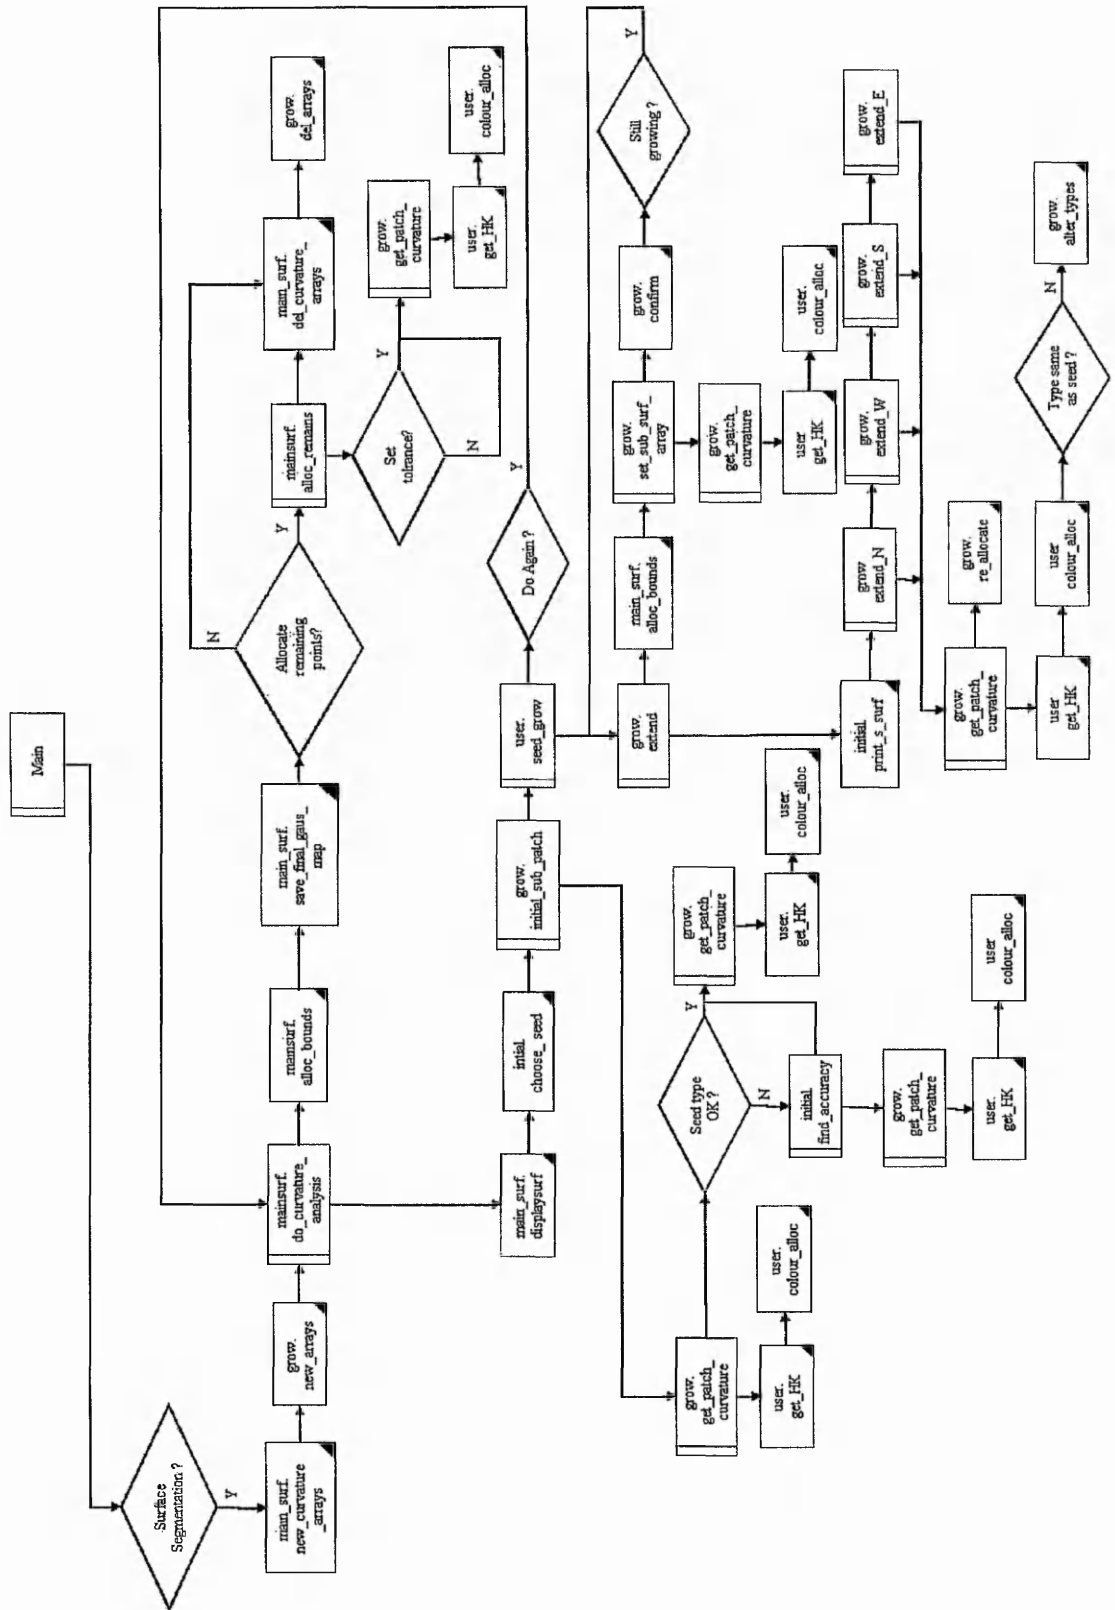 Main
Surface
Segmentation ?
Y
main_surf.
new_curvature
_arrays
grow.
new_arrays
mainsurf.
do_curvature_
analysis
mainsurf.
alloc_bounds
main_surf.
save_final_gaus_
map
Allocate
remaining
points?
N
Y
mainsurf.
alloc_remains
main_surf.
del_curvature_
arrays
grow.
del_arrays
Set
tolrance?
Y
N
grow.
get_patch_
curvature
user.
get_HK
user.
colour_alloc
main_surf.
displaysurf
intial.
choose_seed
grow.
initial_sub_patch
user.
seed_grow
Do Again ?
Y
grow.
extend
main_surf.
alloc_bounds
grow.
set_sub_surf_
array
grow.
confirm
Still
growing ?
Y
grow.
get_patch_
curvature
user
get_HK
user.
colour_alloc
grow.
get_patch_
curvature
user.
get_HK
user.
colour_alloc
Seed type
OK ?
Y
N
grow.
get_patch_
curvature
user.
get_HK
user.
colour_alloc
initial
find_accuracy
grow.
get_patch_
curvature
user.
get_HK
user
colour_alloc
initial
print_s_surf
grow
extend_N
grow.
extend_W
grow.
extend_S
grow.
extend_E
grow.
get_patch_
curvature
grow.
re_allocate
user
get_HK
user
colour_alloc
Type same
as seed ?
N
grow.
alter_types